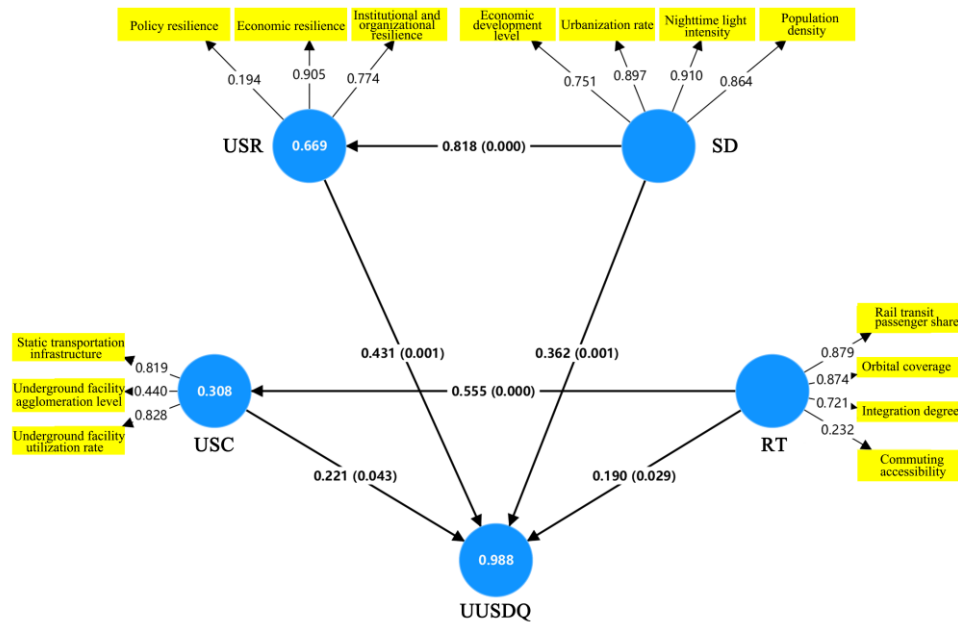 Policy resilience
Economic resilience
Institutional and
organizational
resilience
Economic
development
level
Urbanization rate
Nighttime light
intensity
Population
density
0.194
0.905
0.774
0.751
0.897
0.910
0.864
0.669
USR
0.818 (0.000)
SD
Static transportation
infrastructure
Underground facility
agglomeration level
Underground facility
utilization rate
0.819
0.440
0.828
0.308
USC
0.431 (0.001)
0.362 (0.001)
0.555 (0.000)
Rail transit
passenger share
Orbital coverage
Integration degree
Commuting
accessibility
0.879
0.874
0.721
0.232
RT
0.221 (0.043)
0.190 (0.029)
0.988
UUSDQ